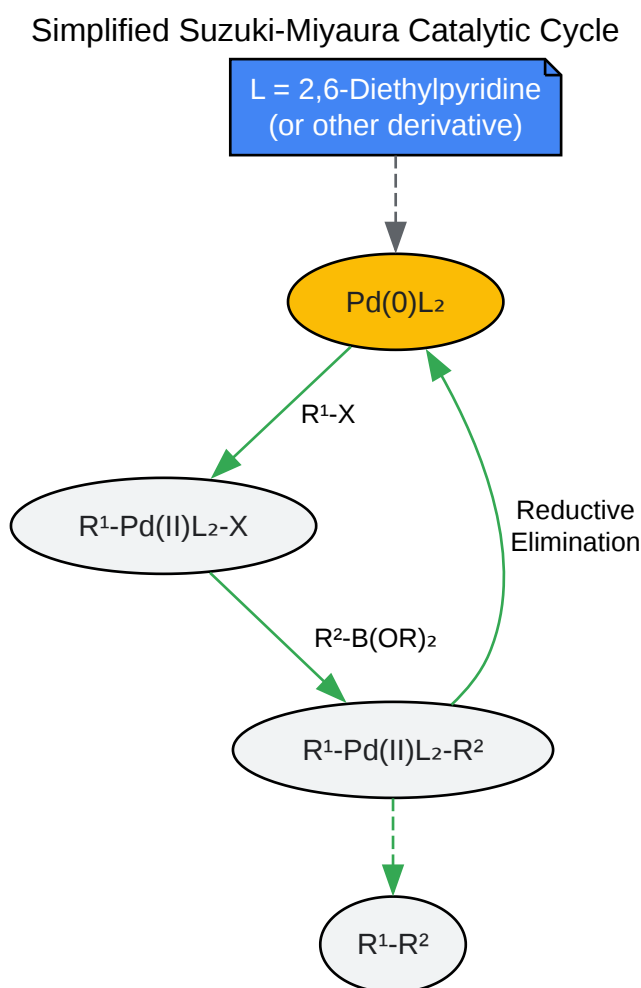 Simplified Suzuki-Miyaura Catalytic Cycle
L = 2,6-Diethylpyridine
(or other derivative)
Pd(0)L₂
R¹-X
R¹-Pd(II)L₂-X
Reductive
Elimination
R²-B(OR)₂
R¹-Pd(II)L₂-R²
R¹-R²